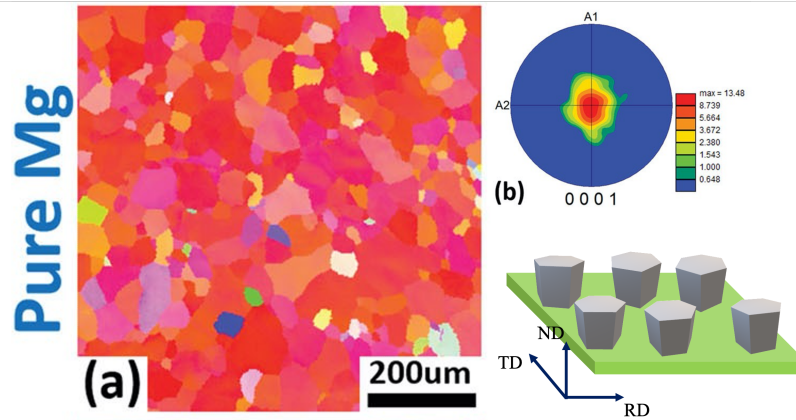 Pure Mg
(a)
200um
A1
A2
max = 13.48
8.739
5.664
3.672
2.380
1.543
1.000
0.648
(b)
0 0 0 1
ND
TD
RD